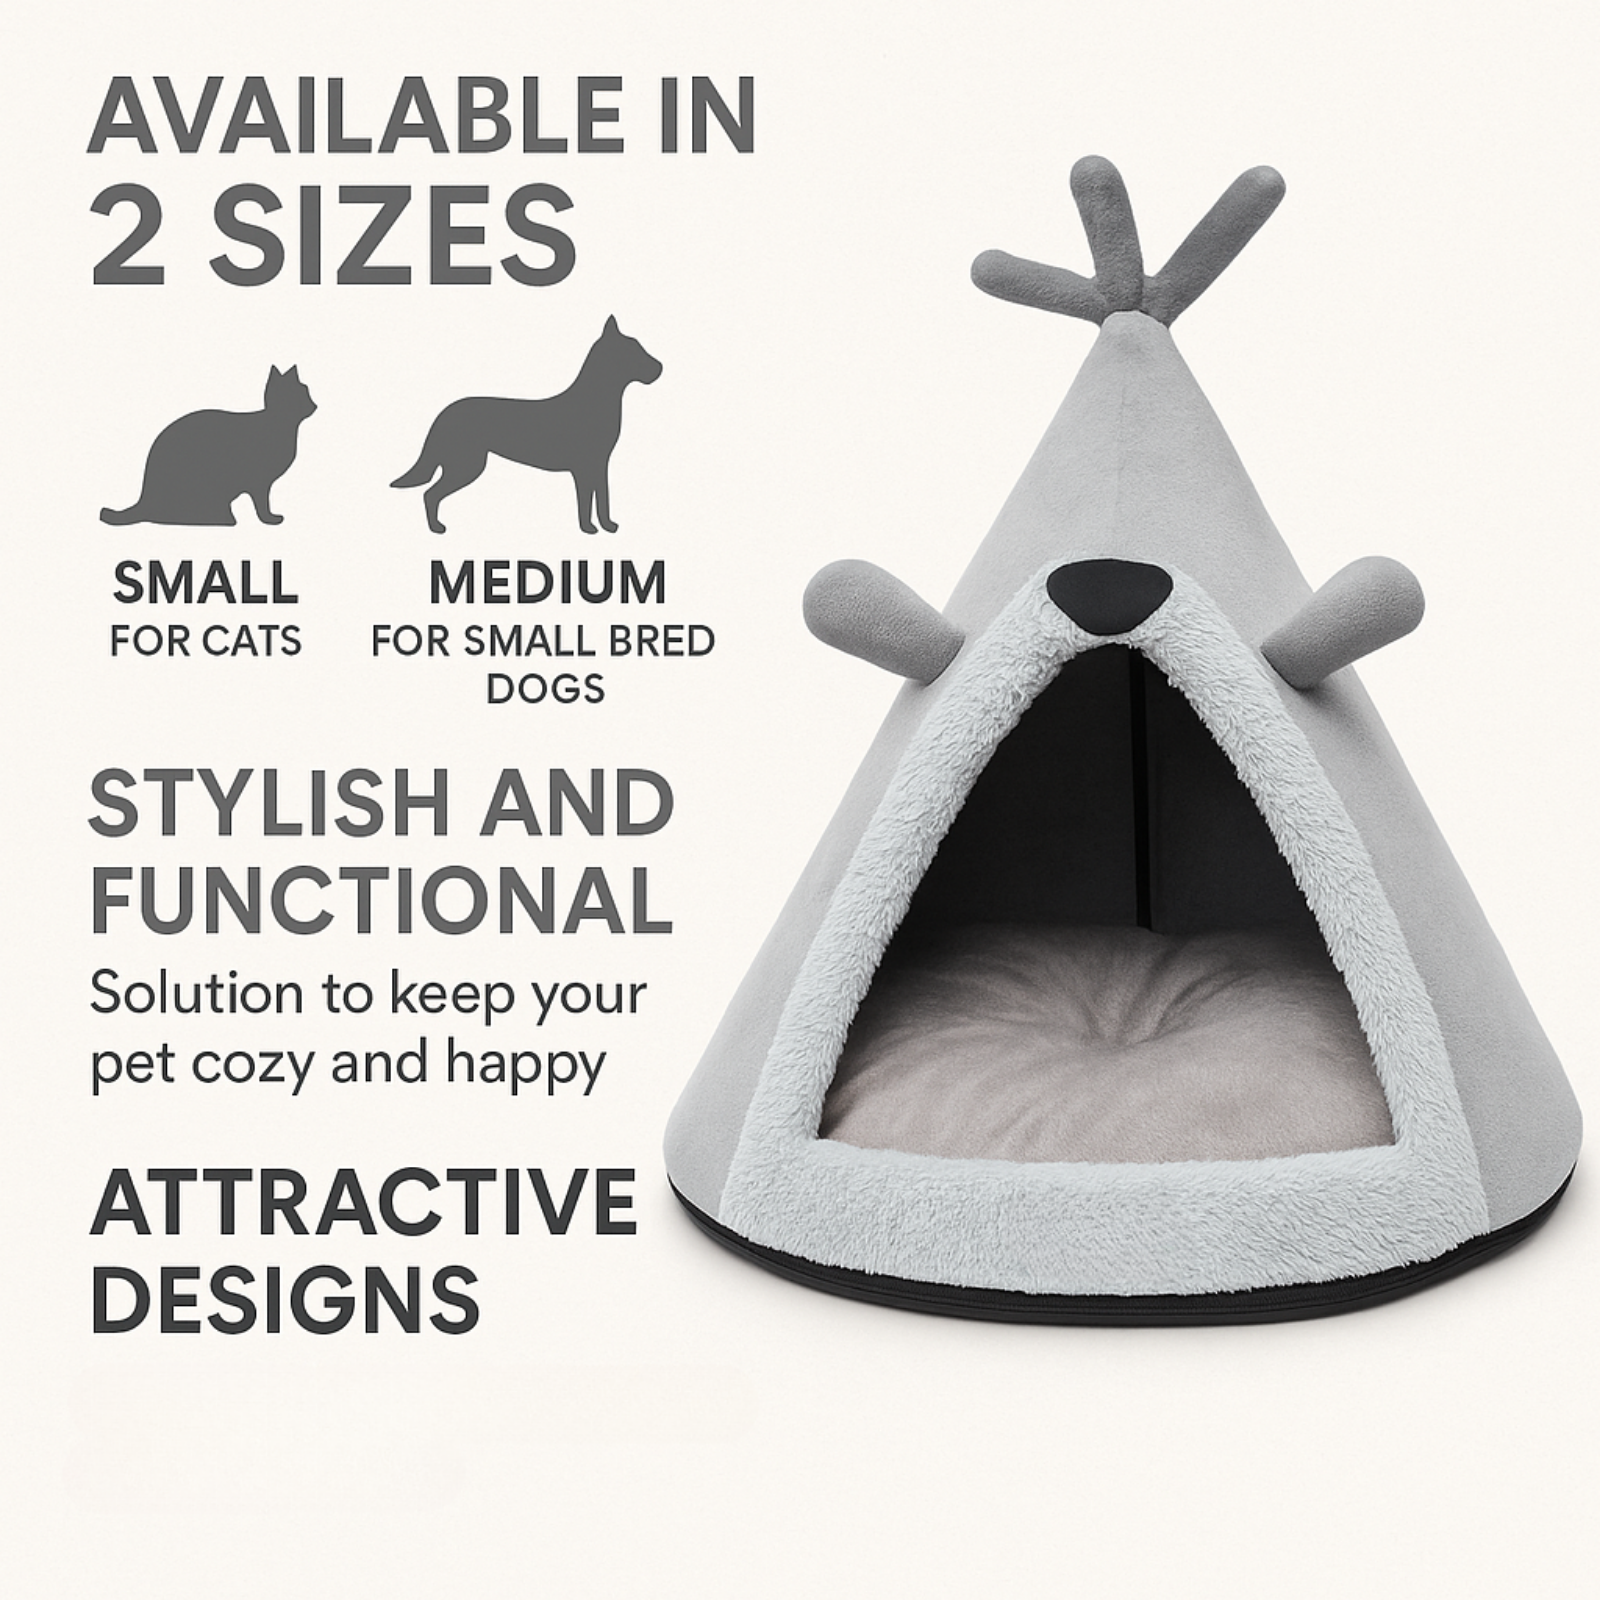 AVAILABLE IN
2 SIZES
SMALL
FOR CATS
MEDIUM
FOR SMALL BRED
DOGS
STYLISH AND
FUNCTIONAL
Solution to keep your
pet cozy and happy
ATTRACTIVE
DESIGNS